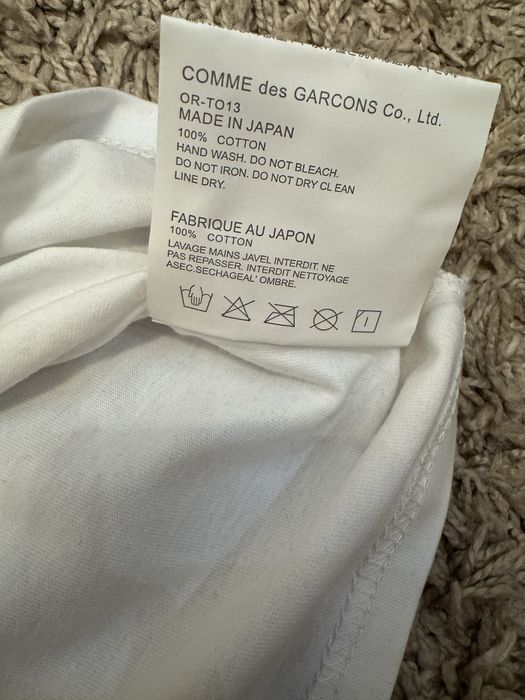 COMME des GARCONS Co., Ltd.
OR-TO13
MADE IN JAPAN
100% COTTON
HAND WASH. DO NOT BLEACH.
DO NOT IRON. DO NOT DRY CLEAN
LINE DRY.
FABRIQUE AU JAPON
100% COTTON
LAVAGE MAINS JAVEL INTERDIT. NE
PAS REPASSER. INTERDIT NETTOYAGE
ASEC.SECHAGEAL' OMBRE.